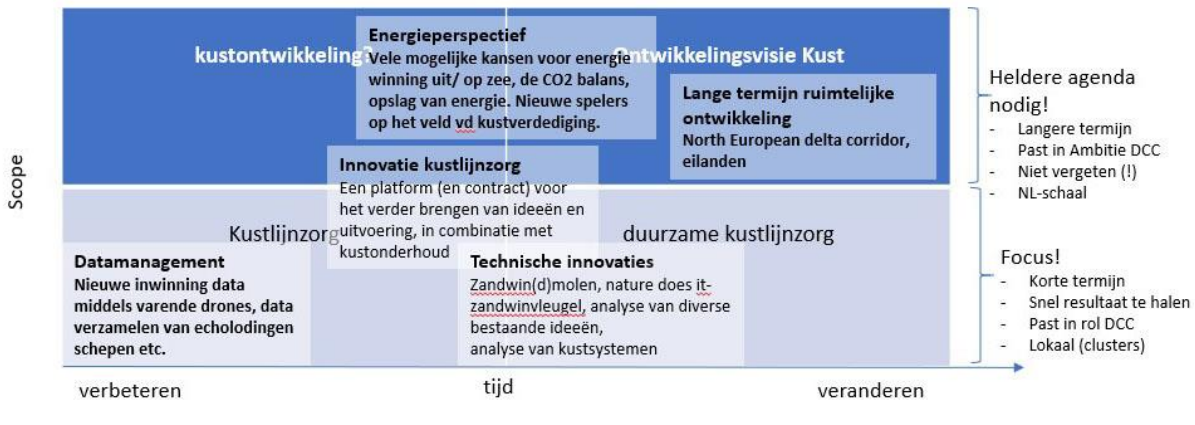 Scope
kustontwikkeling?
Ontwikkelingsvisie Kust
Energieperspectief
Vele mogelijke kansen voor energie
winning uit/ op zee, de CO2 balans,
opslag van energie. Nieuwe spelers
op het veld vd kustverdediging.
Lange termijn ruimtelijke
ontwikkeling
North European delta corridor,
eilanden
Innovatie kustlijnzorg
Een platform (en contract) voor
het verder brengen van ideeën en
uitvoering, in combinatie met
kustonderhoud
Kustlijnzorg
duurzame kustlijnzorg
Datamanagement
Nieuwe inwinning data
middels varende drones, data
verzamelen van echolodingen
schepen etc.
Technische innovaties
Zandwin(d)molen, nature does it-
zandwinvleugel, analyse van diverse
bestaande ideeën,
analyse van kustsystemen
Heldere agenda
nodig!
- Langere termijn
- Past in Ambitie DCC
- Niet vergeten (!)
- NL-schaal
Focus!
- Korte termijn
- Snel resultaat te halen
- Past in rol DCC
- Lokaal (clusters)
verbeteren
tijd
veranderen